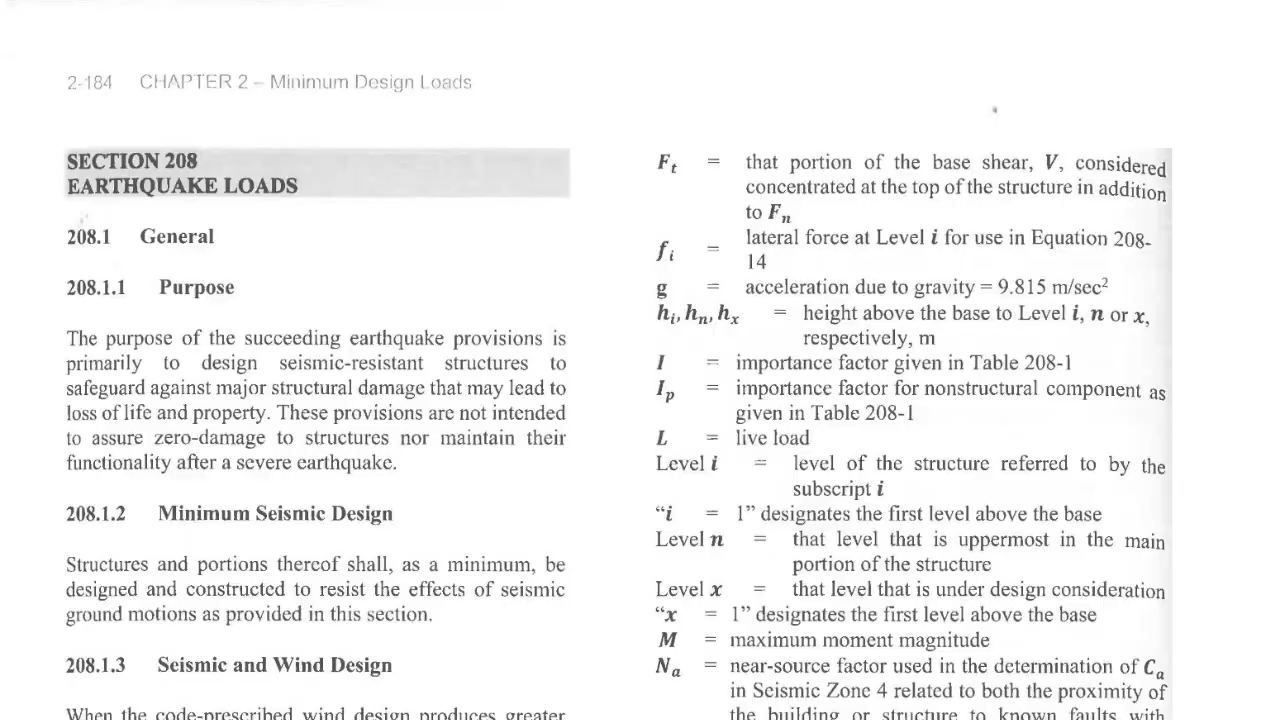 2-184 CHAPTER 2 – Minimum Design Loads
SECTION 208
EARTHQUAKE LOADS
208.1 General
208.1.1 Purpose
The purpose of the succeeding earthquake provisions is
primarily to design seismic-resistant structures to
safeguard against major structural damage that may lead to
loss of life and property. These provisions are not intended
to assure zero-damage to structures nor maintain their
functionality after a severe earthquake.
208.1.2 Minimum Seismic Design
Structures and portions thereof shall, as a minimum, be
designed and constructed to resist the effects of seismic
ground motions as provided in this section.
208.1.3 Seismic and Wind Design
When the code-prescribed wind design produces greater
Ft = that portion of the base shear, V, considered
concentrated at the top of the structure in addition
to Fn
fi = lateral force at Level i for use in Equation 208-
14
g = acceleration due to gravity = 9.815 m/sec²
hi, hn, hx = height above the base to Level i, n or x,
respectively, m
I = importance factor given in Table 208-1
Ip = importance factor for nonstructural component as
given in Table 208-1
L = live load
Level i = level of the structure referred to by the
subscript i
“i = 1” designates the first level above the base
Level n = that level that is uppermost in the main
portion of the structure
Level x = that level that is under design consideration
“x = 1” designates the first level above the base
M = maximum moment magnitude
Na = near-source factor used in the determination of Ca
in Seismic Zone 4 related to both the proximity of
the building or structure to known faults with